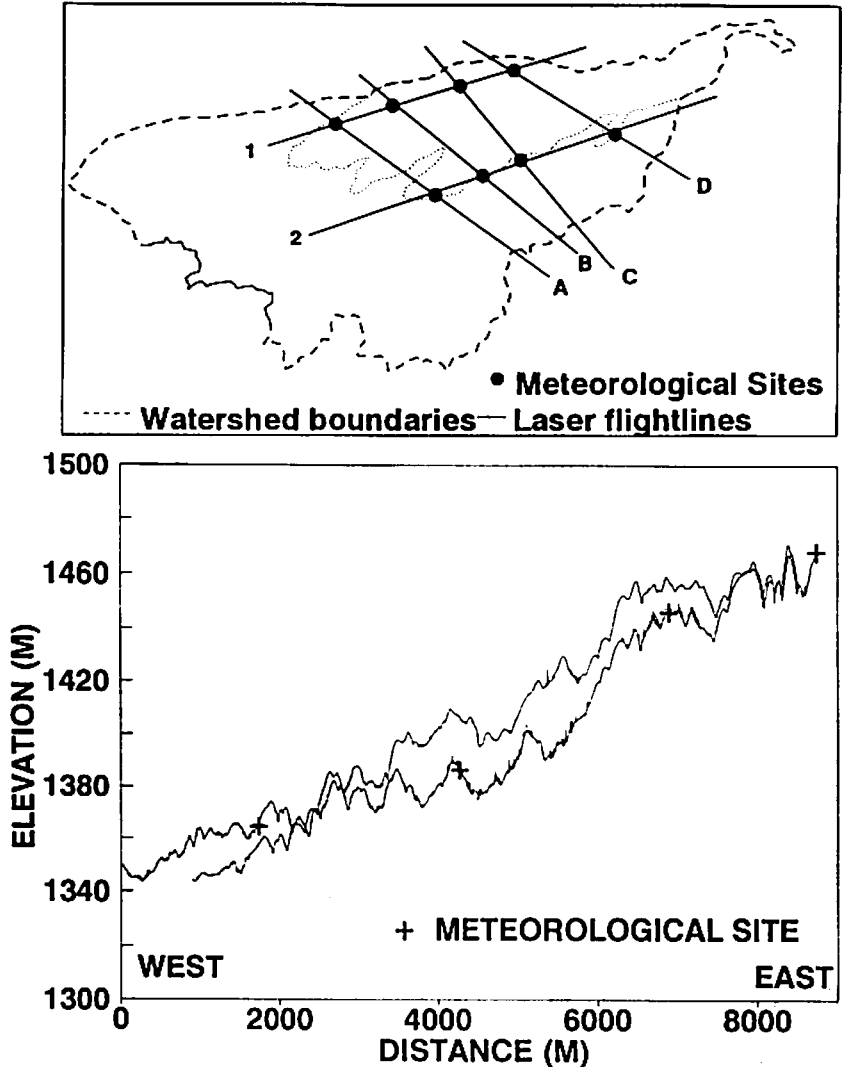 1
2
A
B
C
D
● Meteorological Sites
---- Watershed boundaries — Laser flightlines
1500
1460
1420
1380
1340
1300
ELEVATION (M)
+ METEOROLOGICAL SITE
WEST
EAST
0 2000 4000 6000 8000
DISTANCE (M)